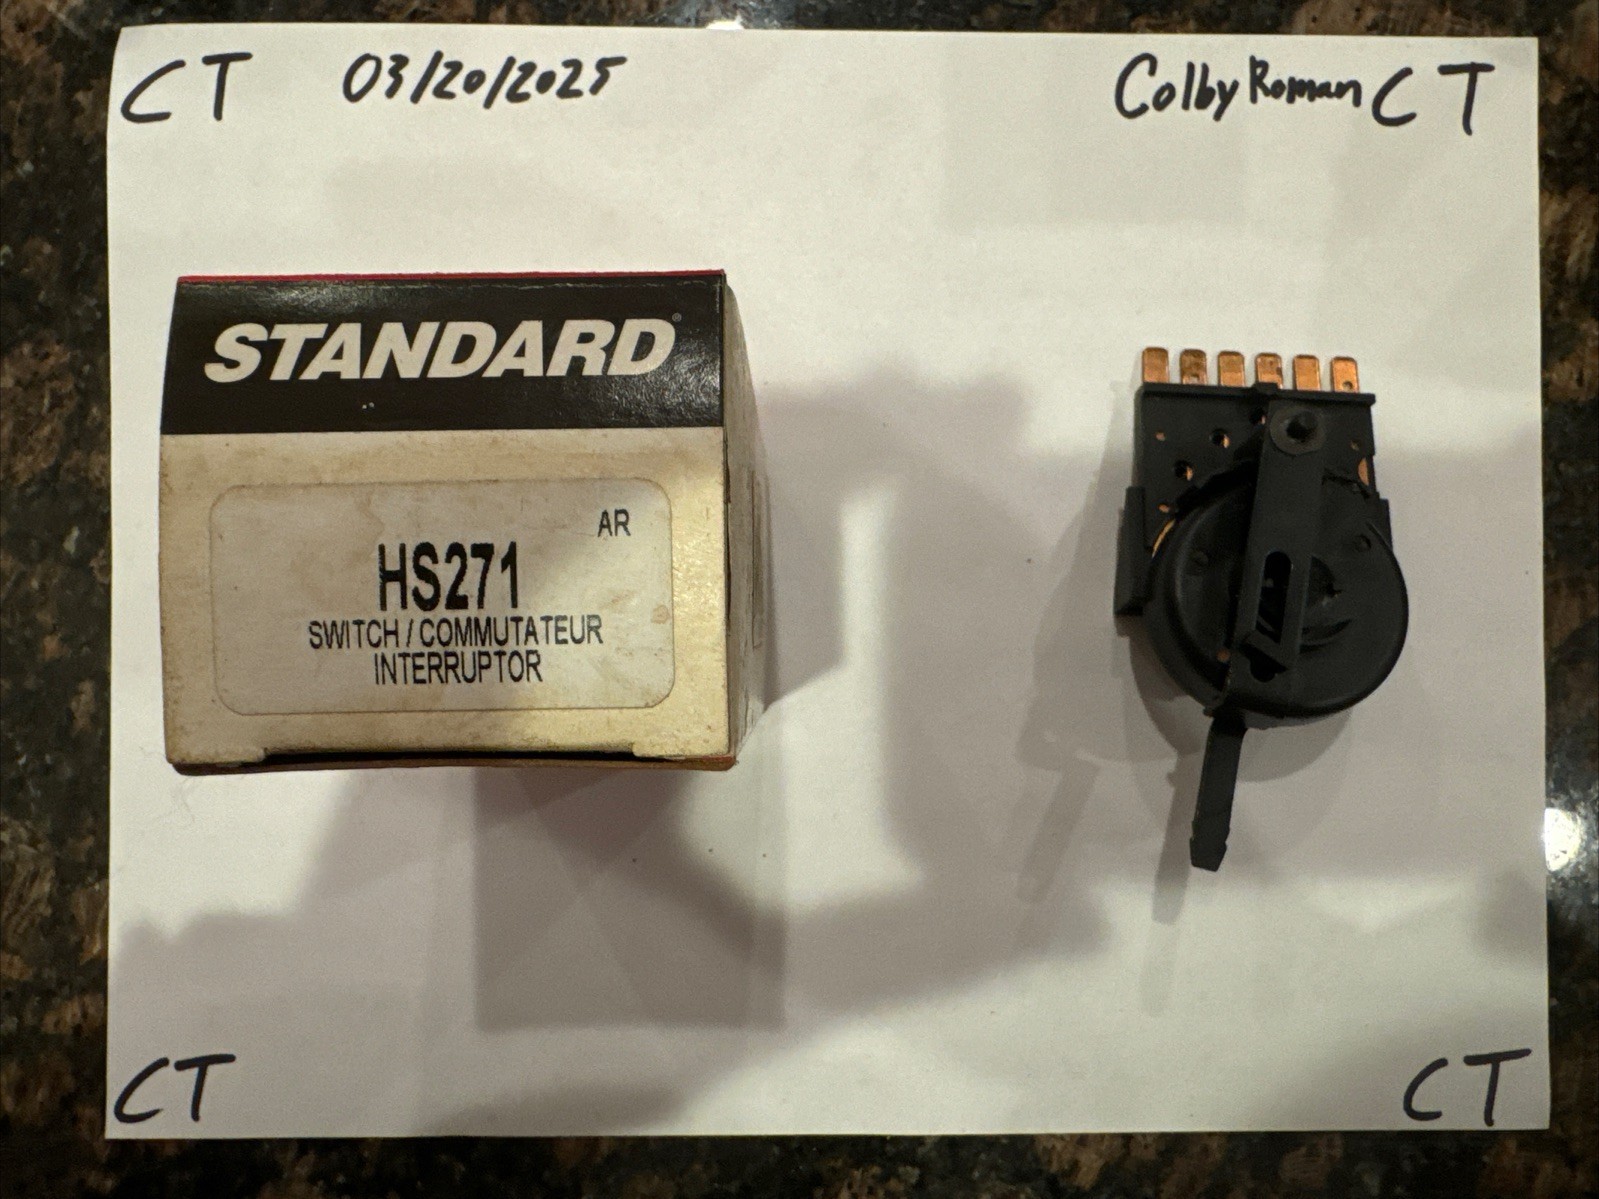 CT 03/20/2025 Colby Roman CT
STANDARD®
AR
HS271
SWITCH / COMMUTATEUR
INTERRUPTOR
CT CT